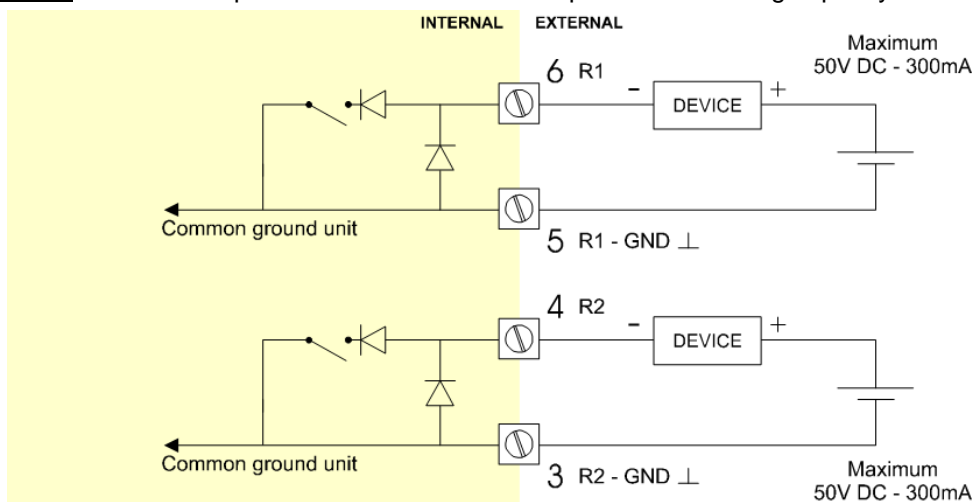 INTERNAL EXTERNAL
Maximum
50V DC - 300mA
6 R1
- DEVICE +
Common ground unit
5 R1 - GND ⊥
4 R2
- DEVICE +
Common ground unit
3 R2 - GND ⊥
Maximum
50V DC - 300mA